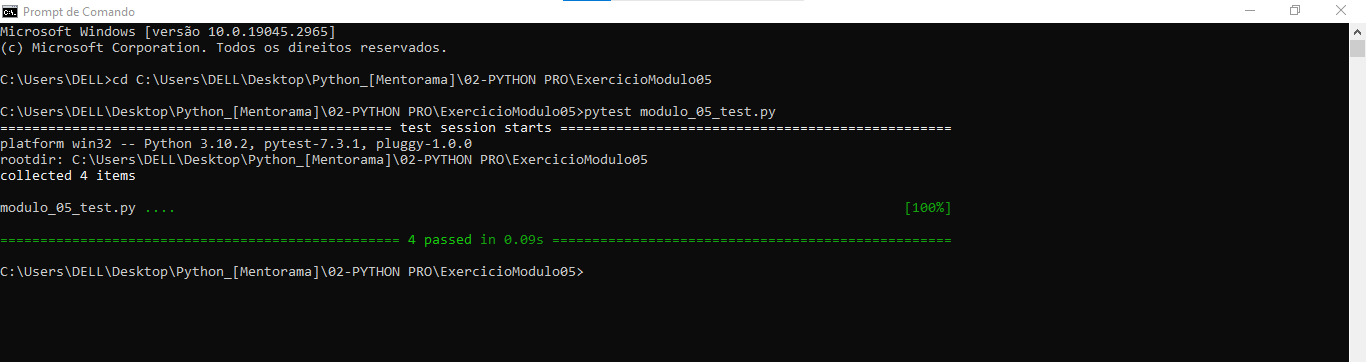 Prompt de Comando
Microsoft Windows [versão 10.0.19045.2965]
(c) Microsoft Corporation. Todos os direitos reservados.
C:\Users\DELL>cd C:\Users\DELL\Desktop\Python_[Mentorama]\02-PYTHON PRO\ExercicioModulo05
C:\Users\DELL\Desktop\Python_[Mentorama]\02-PYTHON PRO\ExercicioModulo05>pytest modulo_05_test.py
================================================= test session starts =================================================
platform win32 -- Python 3.10.2, pytest-7.3.1, pluggy-1.0.0
rootdir: C:\Users\DELL\Desktop\Python_[Mentorama]\02-PYTHON PRO\ExercicioModulo05
collected 4 items
modulo_05_test.py .... [100%]
================================================== 4 passed in 0.09s ==================================================
C:\Users\DELL\Desktop\Python_[Mentorama]\02-PYTHON PRO\ExercicioModulo05>